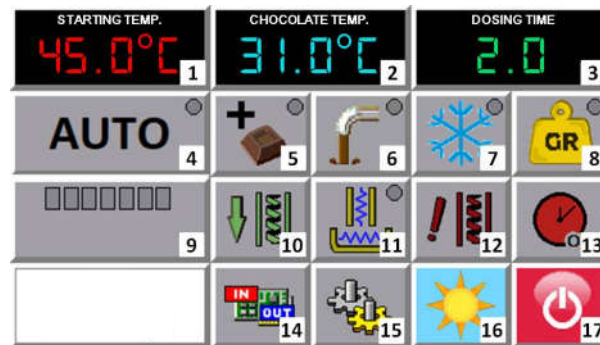 STARTING TEMP.
CHOCOLATE TEMP.
DOSING TIME
45.0°C 1
31.0°C 2
2.0 3
AUTO 4
+ 5
6
7
GR 8
9
10
11
! 12
13
IN OUT 14
15
16
17